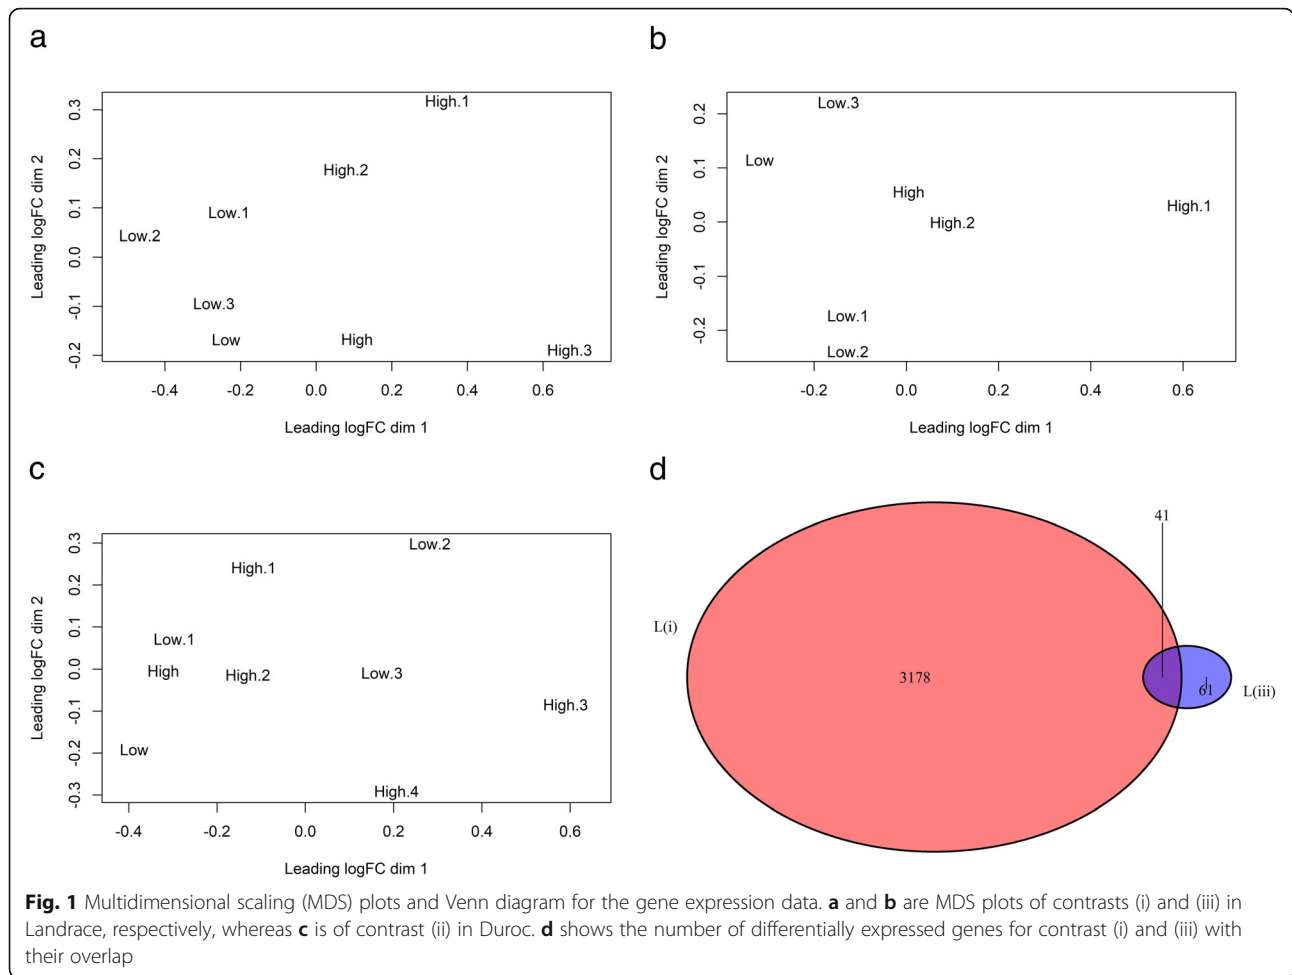 a
High.1
High.2
Low.1
Low.2
Low.3
Low
High
High.3
0.3
0.2
0.1
0.0
-0.1
-0.2
Leading logFC dim 2
-0.4 -0.2 0.0 0.2 0.4 0.6
Leading logFC dim 1
b
Low.3
Low
High
High.2
High.1
Low.1
Low.2
0.2
0.1
0.0
-0.1
-0.2
Leading logFC dim 2
-0.2 0.0 0.2 0.4 0.6
Leading logFC dim 1
c
Low.2
High.1
Low.1
High
High.2
Low.3
High.3
Low
High.4
0.3
0.2
0.1
0.0
-0.1
-0.2
-0.3
Leading logFC dim 2
-0.4 -0.2 0.0 0.2 0.4 0.6
Leading logFC dim 1
d
41
L(i)
3178
61
L(iii)
Fig. 1 Multidimensional scaling (MDS) plots and Venn diagram for the gene expression data. a and b are MDS plots of contrasts (i) and (iii) in
Landrace, respectively, whereas c is of contrast (ii) in Duroc. d shows the number of differentially expressed genes for contrast (i) and (iii) with
their overlap